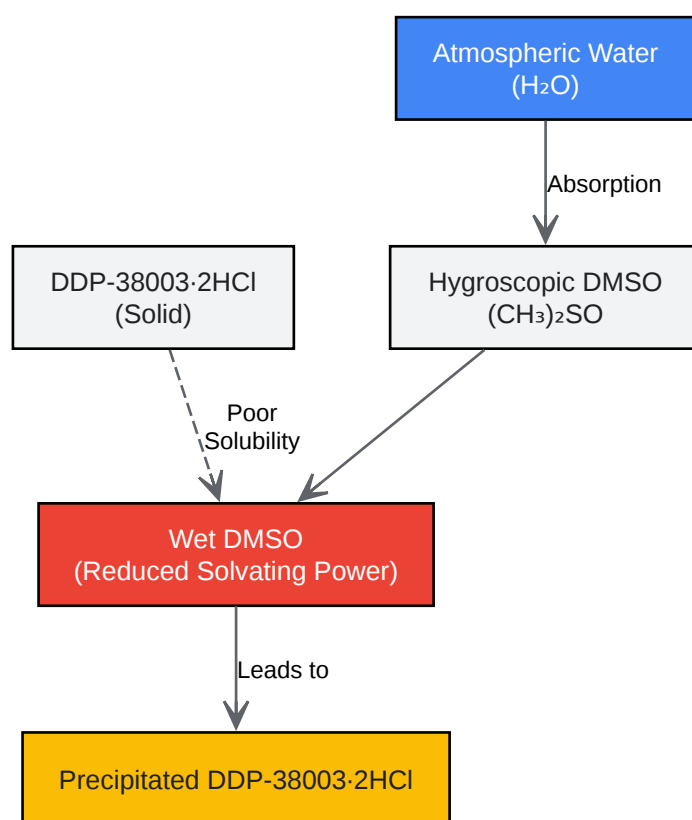 Atmospheric Water
(H₂O)
Absorption
DDP-38003·2HCl
(Solid)
Hygroscopic DMSO
(CH₃)₂SO
Poor
Solubility
Wet DMSO
(Reduced Solvating Power)
Leads to
Precipitated DDP-38003·2HCl